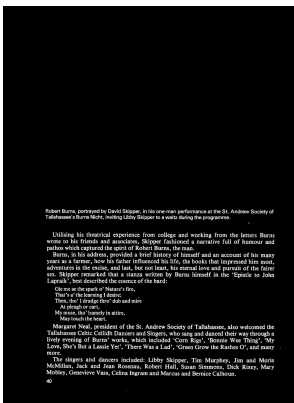 Robert Burns, portrayed by David Skipper, in his one-man performance at the St. Andrew Society of
Tallahassee's Burns Nicht, inviting Libby Skipper to a waltz during the programme.
Utilising his theatrical experience from college and working from the letters Burns
wrote to his friends and associates, Skipper fashioned a narrative full of humour and
pathos which captured the spirit of Robert Burns, the man.
Burns, in his address, provided a brief history of himself and an account of his many
years as a farmer, how his father influenced his life, the books that impressed him most,
adventures in the excise, and last, but not least, his eternal love and pursuit of the fairer
sex. Skipper remarked that a stanza written by Burns himself in the 'Epistle to John
Lapraik', best described the essence of the bard:
Gie me ae the spark o' Nature's fire,
That's a' the learning I desire;
Then, tho' I drudge thro' dub and mire
At pleugh or cart,
My muse, tho' hamely in attire,
May touch the heart.
Margaret Neal, president of the St. Andrew Society of Tallahassee, also welcomed the
Tallahassee Celtic Ceilidh Dancers and Singers, who sang and danced their way through a
lively evening of Burns' works, which included 'Corn Rigs', 'Bonnie Wee Thing', 'My
Love, She's But a Lassie Yet', 'There Was a Lad', 'Green Grow the Rashes O', and many
more.
The singers and dancers included: Libby Skipper, Tim Murphey, Jim and Moria
McMillan, Jack and Jean Rosenau, Robert Hall, Susan Simmons, Dick Risey, Mary
Mobley, Genevieve Vass, Celina Ingram and Marcus and Bernice Calhoun.
40